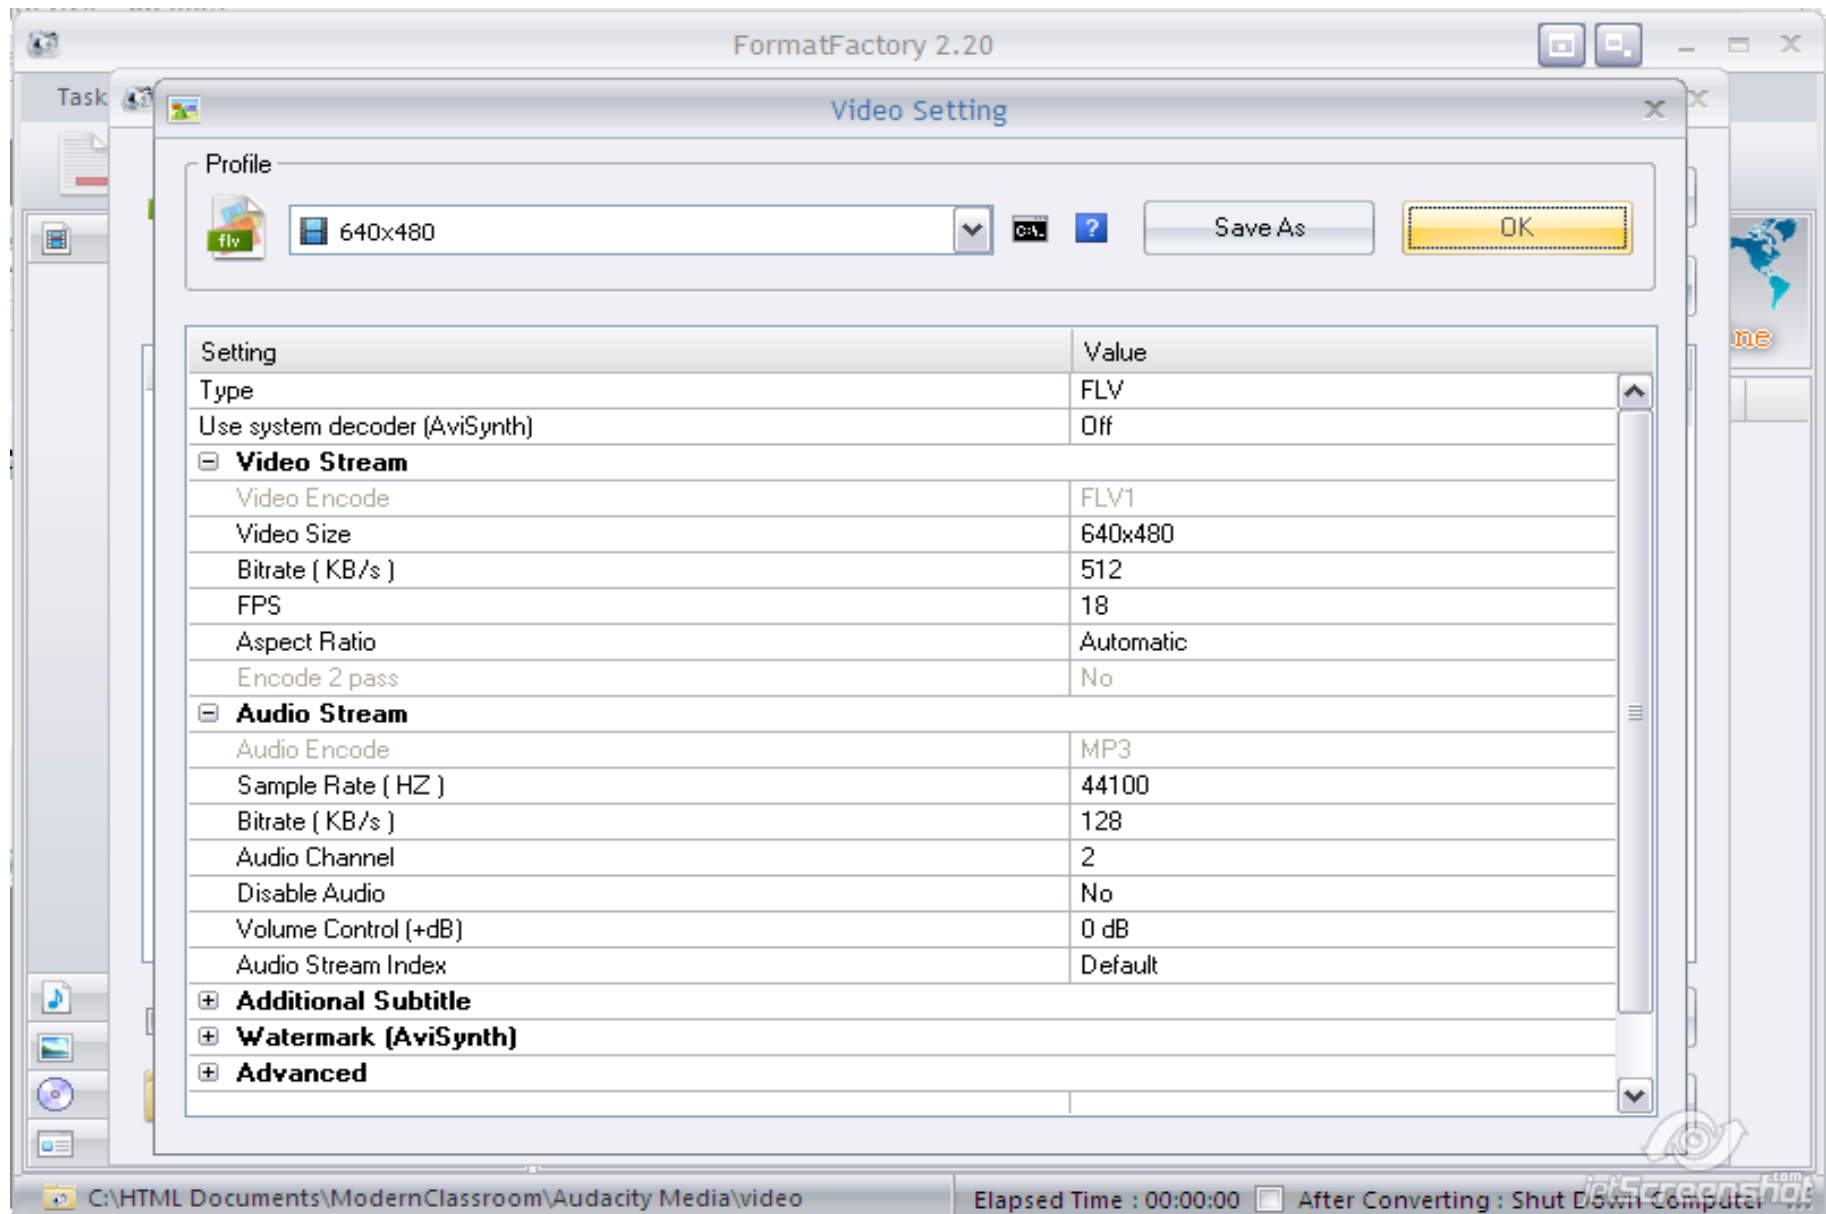 FormatFactory 2.20
Task
Video Setting
Profile
flv
640x480
C:\.
?
Save As
OK
ne
Setting Value
Type FLV
Use system decoder (AviSynth) Off
Video Stream
Video Encode FLV1
Video Size 640x480
Bitrate ( KB/s ) 512
FPS 18
Aspect Ratio Automatic
Encode 2 pass No
Audio Stream
Audio Encode MP3
Sample Rate ( HZ ) 44100
Bitrate ( KB/s ) 128
Audio Channel 2
Disable Audio No
Volume Control (+dB) 0 dB
Audio Stream Index Default
Additional Subtitle
Watermark (AviSynth)
Advanced
C:\HTML Documents\ModernClassroom\Audacity Media\video
Elapsed Time : 00:00:00
After Converting : Shut Down Computer
jetScreenshot.com